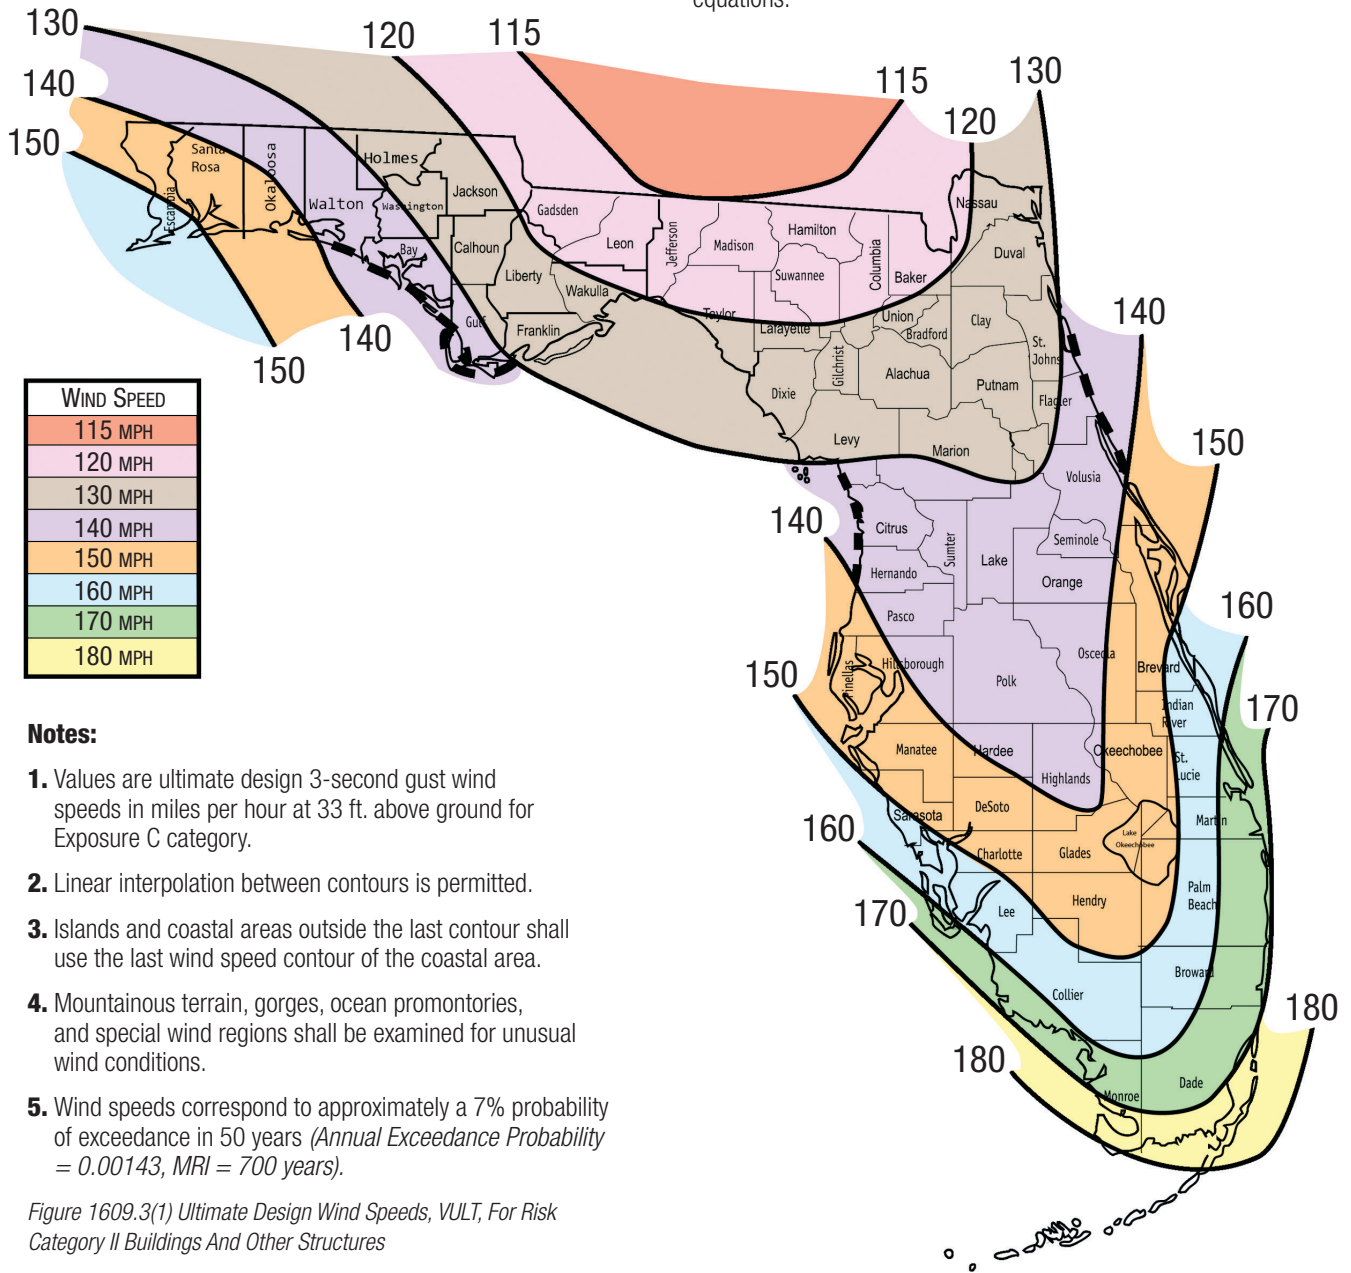 equations.
130
120
115
115
130
120
140
150
Santa
Rosa
Escambia
Okaloosa
Walton
Holmes
Washington
Jackson
Bay
Calhoun
Gulf
Liberty
Franklin
Gadsden
Leon
Wakulla
Jefferson
Madison
Taylor
Hamilton
Suwannee
Lafayette
Columbia
Baker
Nassau
Duval
Union
Bradford
Clay
St.
Johns
Gilchrist
Dixie
Alachua
Putnam
Flagler
Levy
Marion
140
150
140
150
WIND SPEED
115 MPH
120 MPH
130 MPH
140 MPH
150 MPH
160 MPH
170 MPH
180 MPH
Volusia
140
Citrus
Sumter
Lake
Seminole
Hernando
Orange
Pasco
160
Pinellas
Hillsborough
Polk
Osceola
Brevard
150
Indian
River
170
Manatee
Hardee
Highlands
Okeechobee
St.
Lucie
DeSoto
Sarasota
Martin
160
Charlotte
Glades
Lake
Okeechobee
Hendry
Palm
Beach
Lee
170
Collier
Broward
180
180
Monroe
Dade
Notes:
1. Values are ultimate design 3-second gust wind
speeds in miles per hour at 33 ft. above ground for
Exposure C category.
2. Linear interpolation between contours is permitted.
3. Islands and coastal areas outside the last contour shall
use the last wind speed contour of the coastal area.
4. Mountainous terrain, gorges, ocean promontories,
and special wind regions shall be examined for unusual
wind conditions.
5. Wind speeds correspond to approximately a 7% probability
of exceedance in 50 years (Annual Exceedance Probability
= 0.00143, MRI = 700 years).
Figure 1609.3(1) Ultimate Design Wind Speeds, VULT, For Risk
Category II Buildings And Other Structures